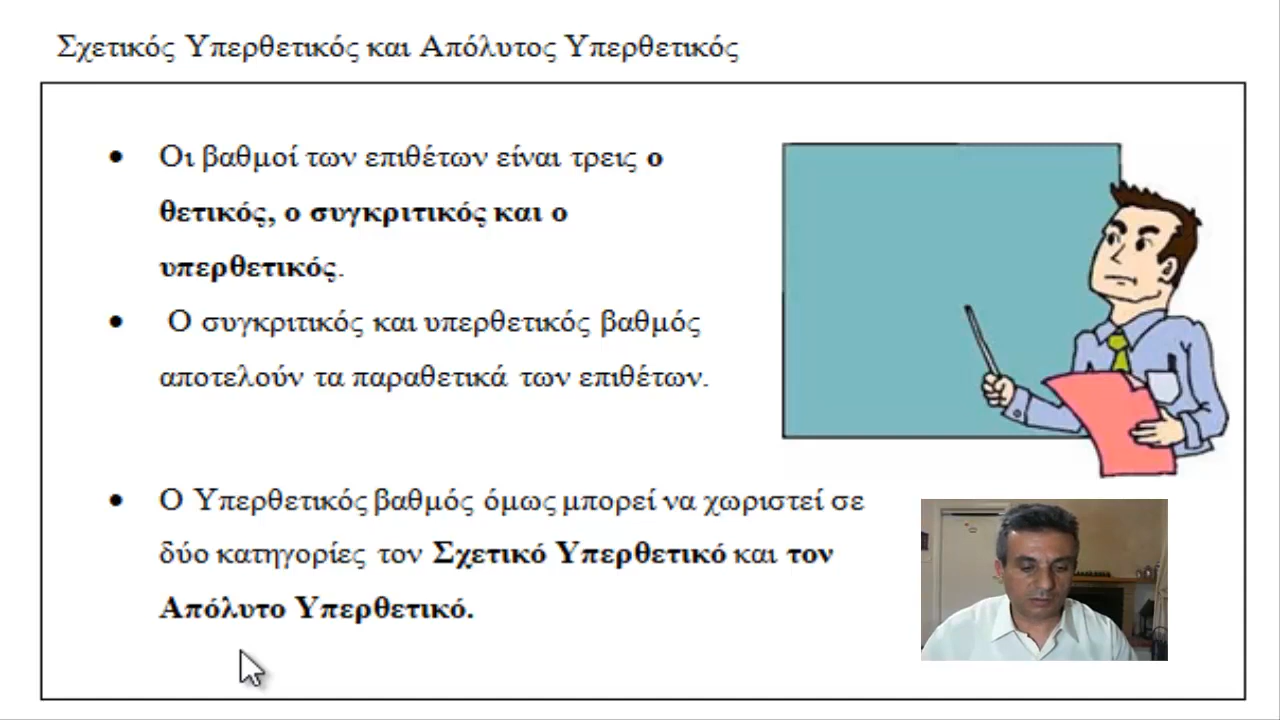 Σχετικός Υπερθετικός και Απόλυτος Υπερθετικός
• Οι βαθμοί των επιθέτων είναι τρεις ο
θετικός, ο συγκριτικός και ο
υπερθετικός.
• Ο συγκριτικός και υπερθετικός βαθμός
αποτελούν τα παραθετικά των επιθέτων.
• Ο Υπερθετικός βαθμός όμως μπορεί να χωριστεί σε
δύο κατηγορίες τον Σχετικό Υπερθετικό και τον
Απόλυτο Υπερθετικό.